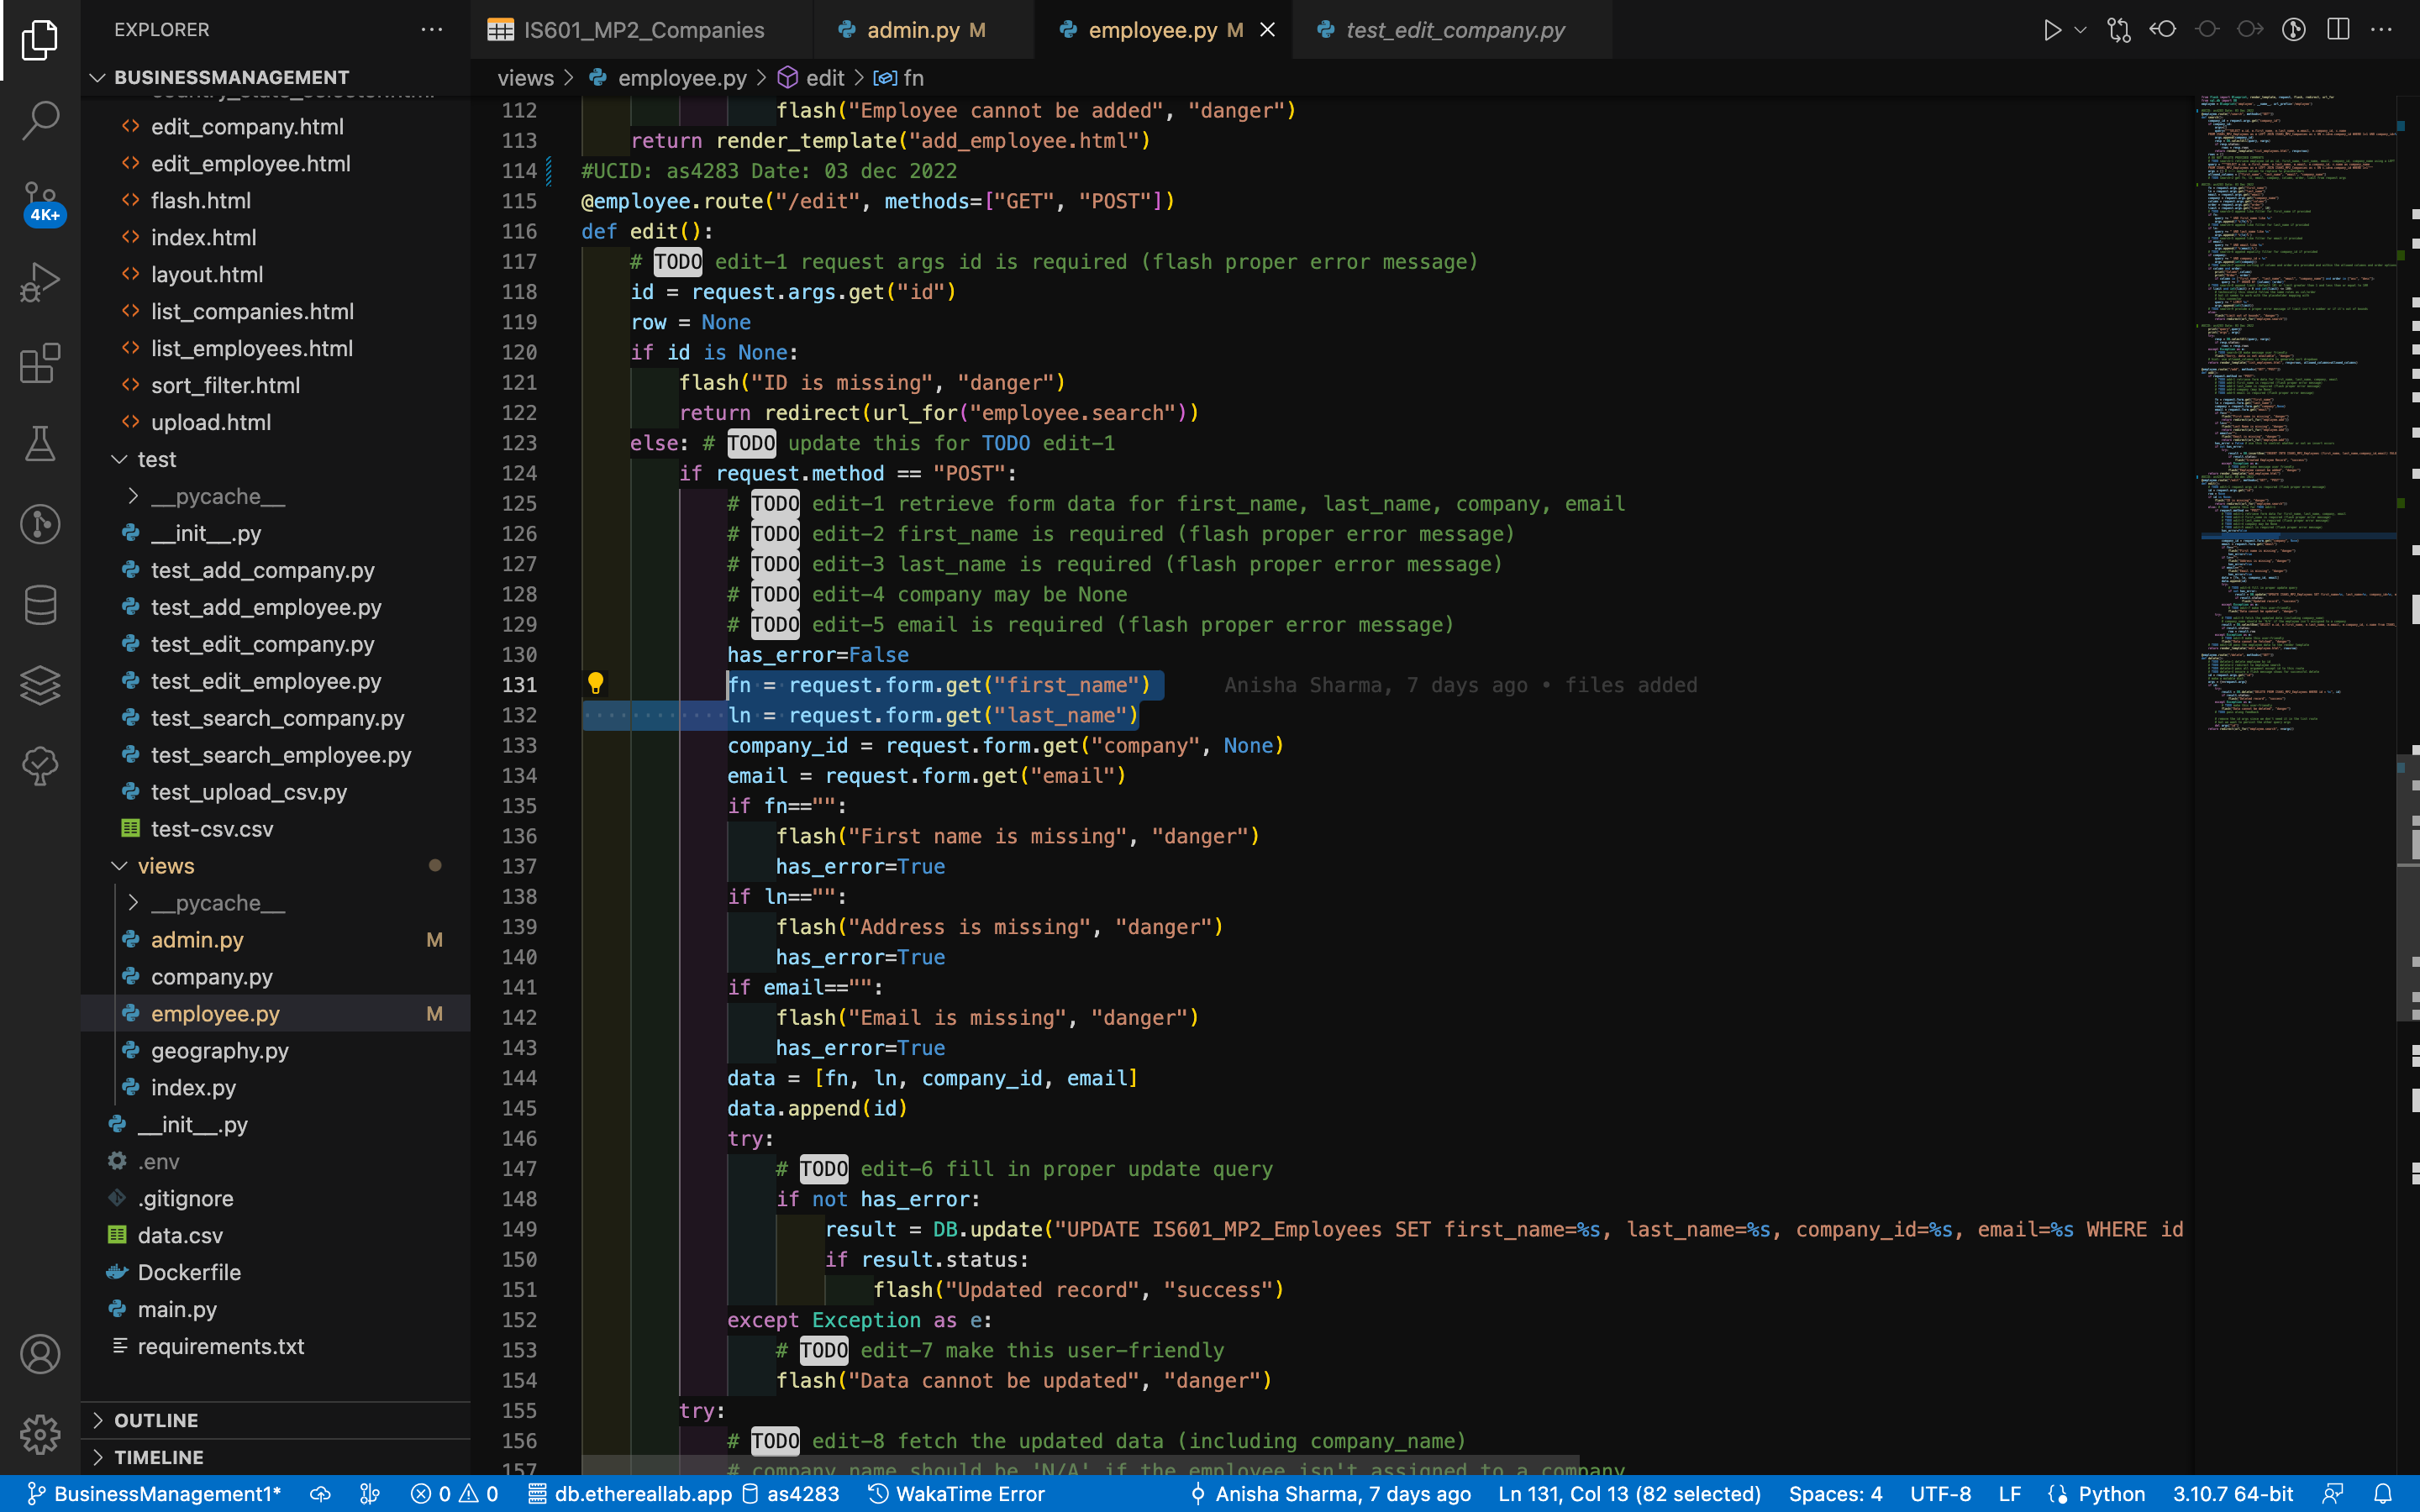 EXPLORER
IS601_MP2_Companies
admin.py M
employee.py M
test_edit_company.py
BUSINESSMANAGEMENT
views > employee.py > edit > fn
edit_company.html
edit_employee.html
flash.html
index.html
layout.html
list_companies.html
list_employees.html
sort_filter.html
upload.html
test
__pycache__
__init__.py
test_add_company.py
test_add_employee.py
test_edit_company.py
test_edit_employee.py
test_search_company.py
test_search_employee.py
test_upload_csv.py
test-csv.csv
views
__pycache__
admin.py M
company.py
employee.py M
geography.py
index.py
__init__.py
.env
.gitignore
data.csv
Dockerfile
main.py
requirements.txt
OUTLINE
TIMELINE
4K+
112 flash("Employee cannot be added", "danger")
113 return render_template("add_employee.html")
114 #UCID: as4283 Date: 03 dec 2022
115 @employee.route("/edit", methods=["GET", "POST"])
116 def edit():
117 # TODO edit-1 request args id is required (flash proper error message)
118 id = request.args.get("id")
119 row = None
120 if id is None:
121 flash("ID is missing", "danger")
122 return redirect(url_for("employee.search"))
123 else: # TODO update this for TODO edit-1
124 if request.method == "POST":
125 # TODO edit-1 retrieve form data for first_name, last_name, company, email
126 # TODO edit-2 first_name is required (flash proper error message)
127 # TODO edit-3 last_name is required (flash proper error message)
128 # TODO edit-4 company may be None
129 # TODO edit-5 email is required (flash proper error message)
130 has_error=False
131 fn = request.form.get("first_name") Anisha Sharma, 7 days ago • files added
132 ln = request.form.get("last_name")
133 company_id = request.form.get("company", None)
134 email = request.form.get("email")
135 if fn=="":
136 flash("First name is missing", "danger")
137 has_error=True
138 if ln=="":
139 flash("Address is missing", "danger")
140 has_error=True
141 if email=="":
142 flash("Email is missing", "danger")
143 has_error=True
144 data = [fn, ln, company_id, email]
145 data.append(id)
146 try:
147 # TODO edit-6 fill in proper update query
148 if not has_error:
149 result = DB.update("UPDATE IS601_MP2_Employees SET first_name=%s, last_name=%s, company_id=%s, email=%s WHERE id
150 if result.status:
151 flash("Updated record", "success")
152 except Exception as e:
153 # TODO edit-7 make this user-friendly
154 flash("Data cannot be updated", "danger")
155 try:
156 # TODO edit-8 fetch the updated data (including company_name)
157 # company name should be 'N/A' if the employee isn't assigned to a company
BusinessManagement1* 0 0 db.ethereallab.app as4283 WakaTime Error Anisha Sharma, 7 days ago Ln 131, Col 13 (82 selected) Spaces: 4 UTF-8 LF Python 3.10.7 64-bit